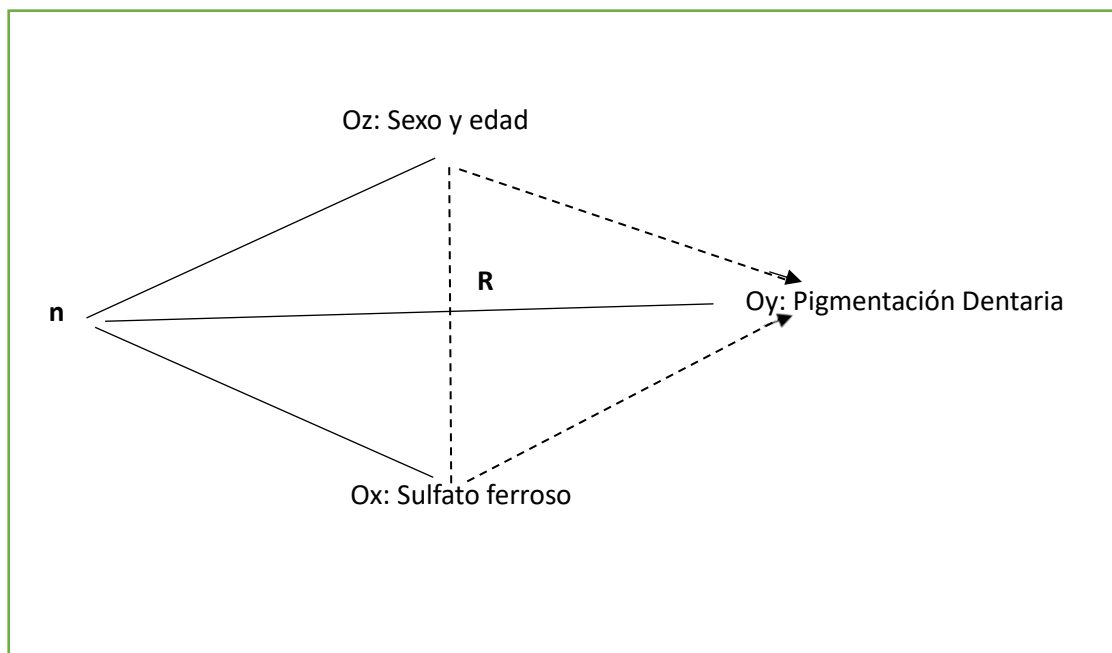 Oz: Sexo y edad
R
n
Oy: Pigmentación Dentaria
Ox: Sulfato ferroso